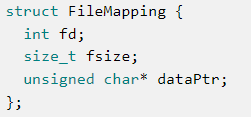 struct FileMapping {
  int fd;
  size_t fsize;
  unsigned char* dataPtr;
};